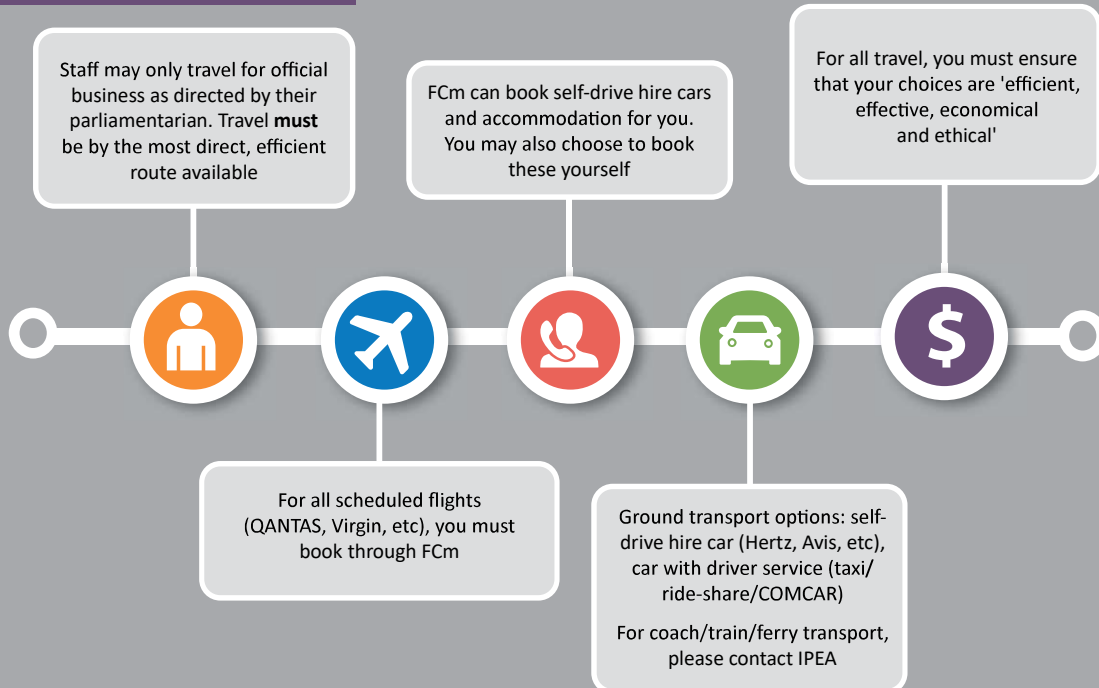 Staff may only travel for official
business as directed by their
parliamentarian. Travel must
be by the most direct, efficient
route available
For all scheduled flights
(QANTAS, Virgin, etc), you must
book through FCm
FCm can book self-drive hire cars
and accommodation for you.
You may also choose to book
these yourself
Ground transport options: self-
drive hire car (Hertz, Avis, etc),
car with driver service (taxi/
ride-share/COMCAR)
For coach/train/ferry transport,
please contact IPEA
For all travel, you must ensure
that your choices are 'efficient,
effective, economical
and ethical'
$